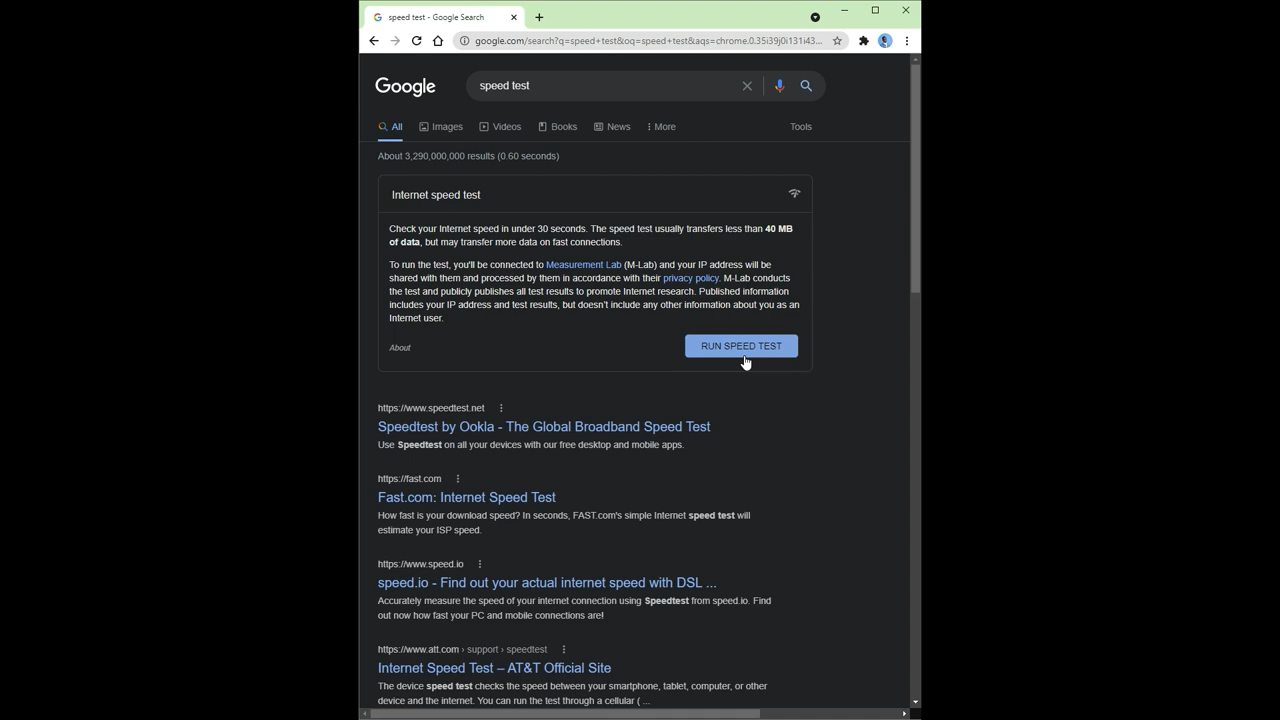 speed test - Google Search
google.com/search?q=speed+test&oq=speed+test&aqs=chrome.0.35i39j0i131i43...
Google
speed test
All Images Videos Books News More Tools
About 3,290,000,000 results (0.60 seconds)
Internet speed test
Check your Internet speed in under 30 seconds. The speed test usually transfers less than 40 MB
of data, but may transfer more data on fast connections.
To run the test, you'll be connected to Measurement Lab (M-Lab) and your IP address will be
shared with them and processed by them in accordance with their privacy policy. M-Lab conducts
the test and publicly publishes all test results to promote Internet research. Published information
includes your IP address and test results, but doesn't include any other information about you as an
Internet user.
About
RUN SPEED TEST
https://www.speedtest.net
Speedtest by Ookla - The Global Broadband Speed Test
Use Speedtest on all your devices with our free desktop and mobile apps.
https://fast.com
Fast.com: Internet Speed Test
How fast is your download speed? In seconds, FAST.com's simple Internet speed test will
estimate your ISP speed.
https://www.speed.io
speed.io - Find out your actual internet speed with DSL ...
Accurately measure the speed of your internet connection using Speedtest from speed.io. Find
out now how fast your PC and mobile connections are!
https://www.att.com › support › speedtest
Internet Speed Test – AT&T Official Site
The device speed test checks the speed between your smartphone, tablet, computer, or other
device and the internet. You can run the test through a cellular ( ...